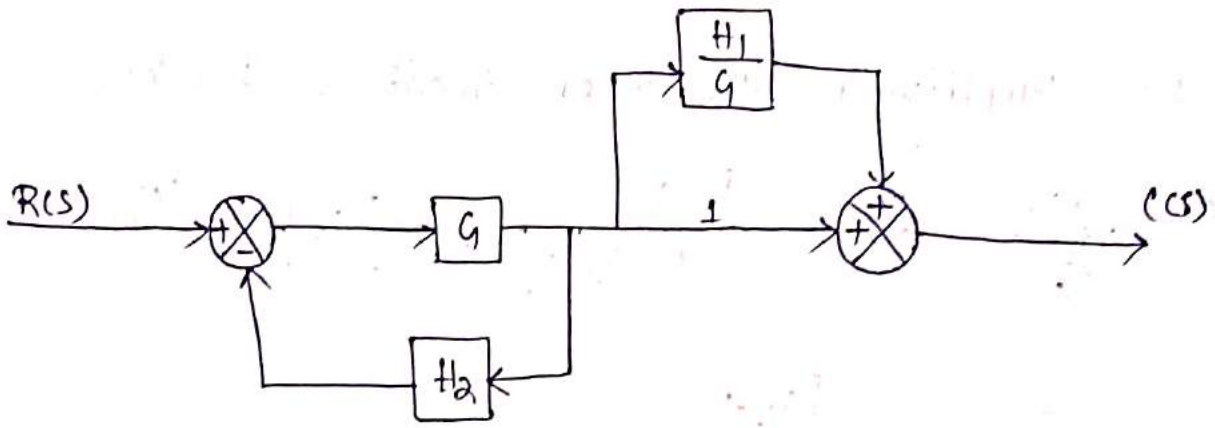 H1
G
R(S)
+
-
G
1
+
+
C(S)
H2